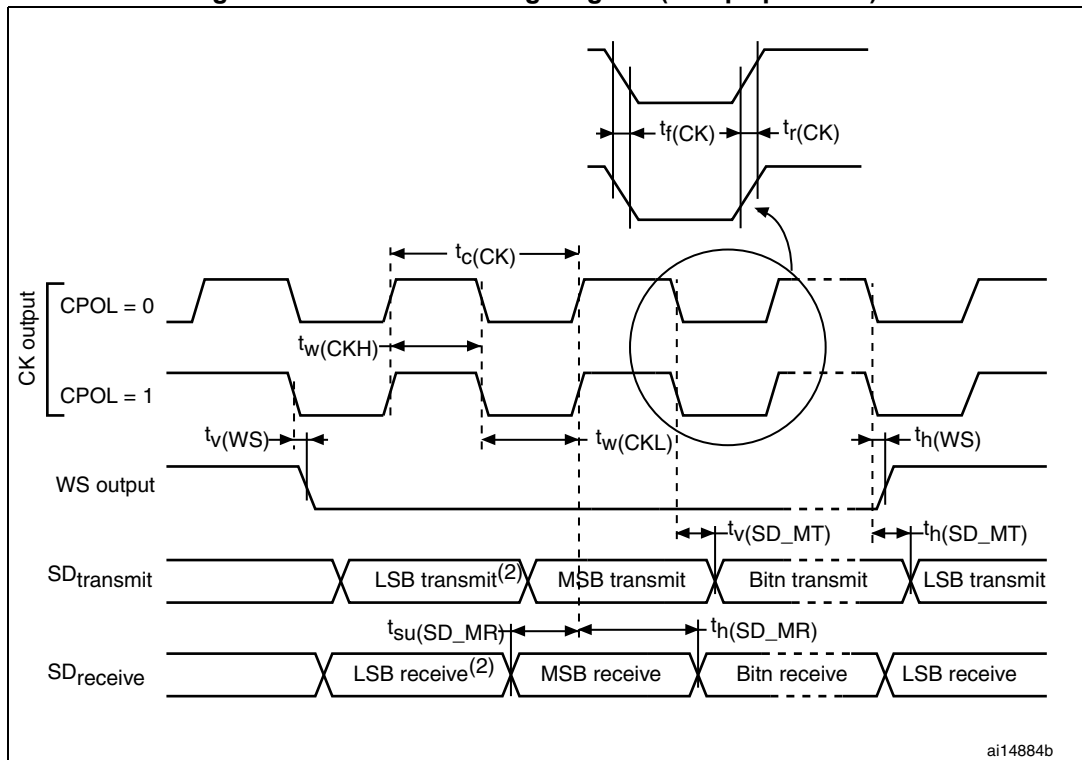 tf(CK)
tr(CK)
tc(CK)
CK output
CPOL = 0
tw(CKH)
CPOL = 1
tv(WS)
tw(CKL)
th(WS)
WS output
tv(SD_MT)
th(SD_MT)
SDtransmit
LSB transmit(2)
MSB transmit
Bitn transmit
LSB transmit
tsu(SD_MR)
th(SD_MR)
SDreceive
LSB receive(2)
MSB receive
Bitn receive
LSB receive
ai14884b